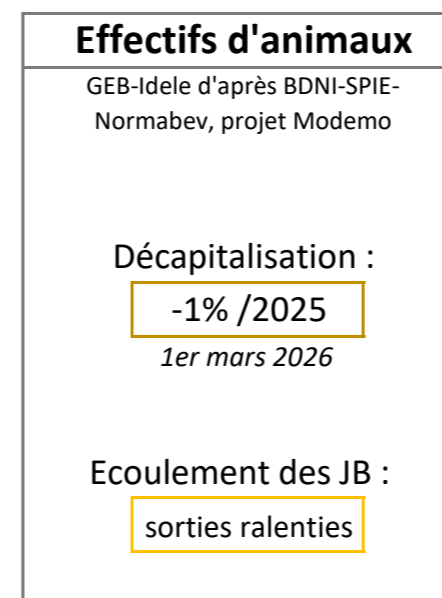 Effectifs d'animaux
GEB-Idele d'après BDNI-SPIE-
Normabev, projet Modemo
Décapitalisation :
-1% /2025
1er mars 2026
Ecoulement des JB :
sorties ralenties